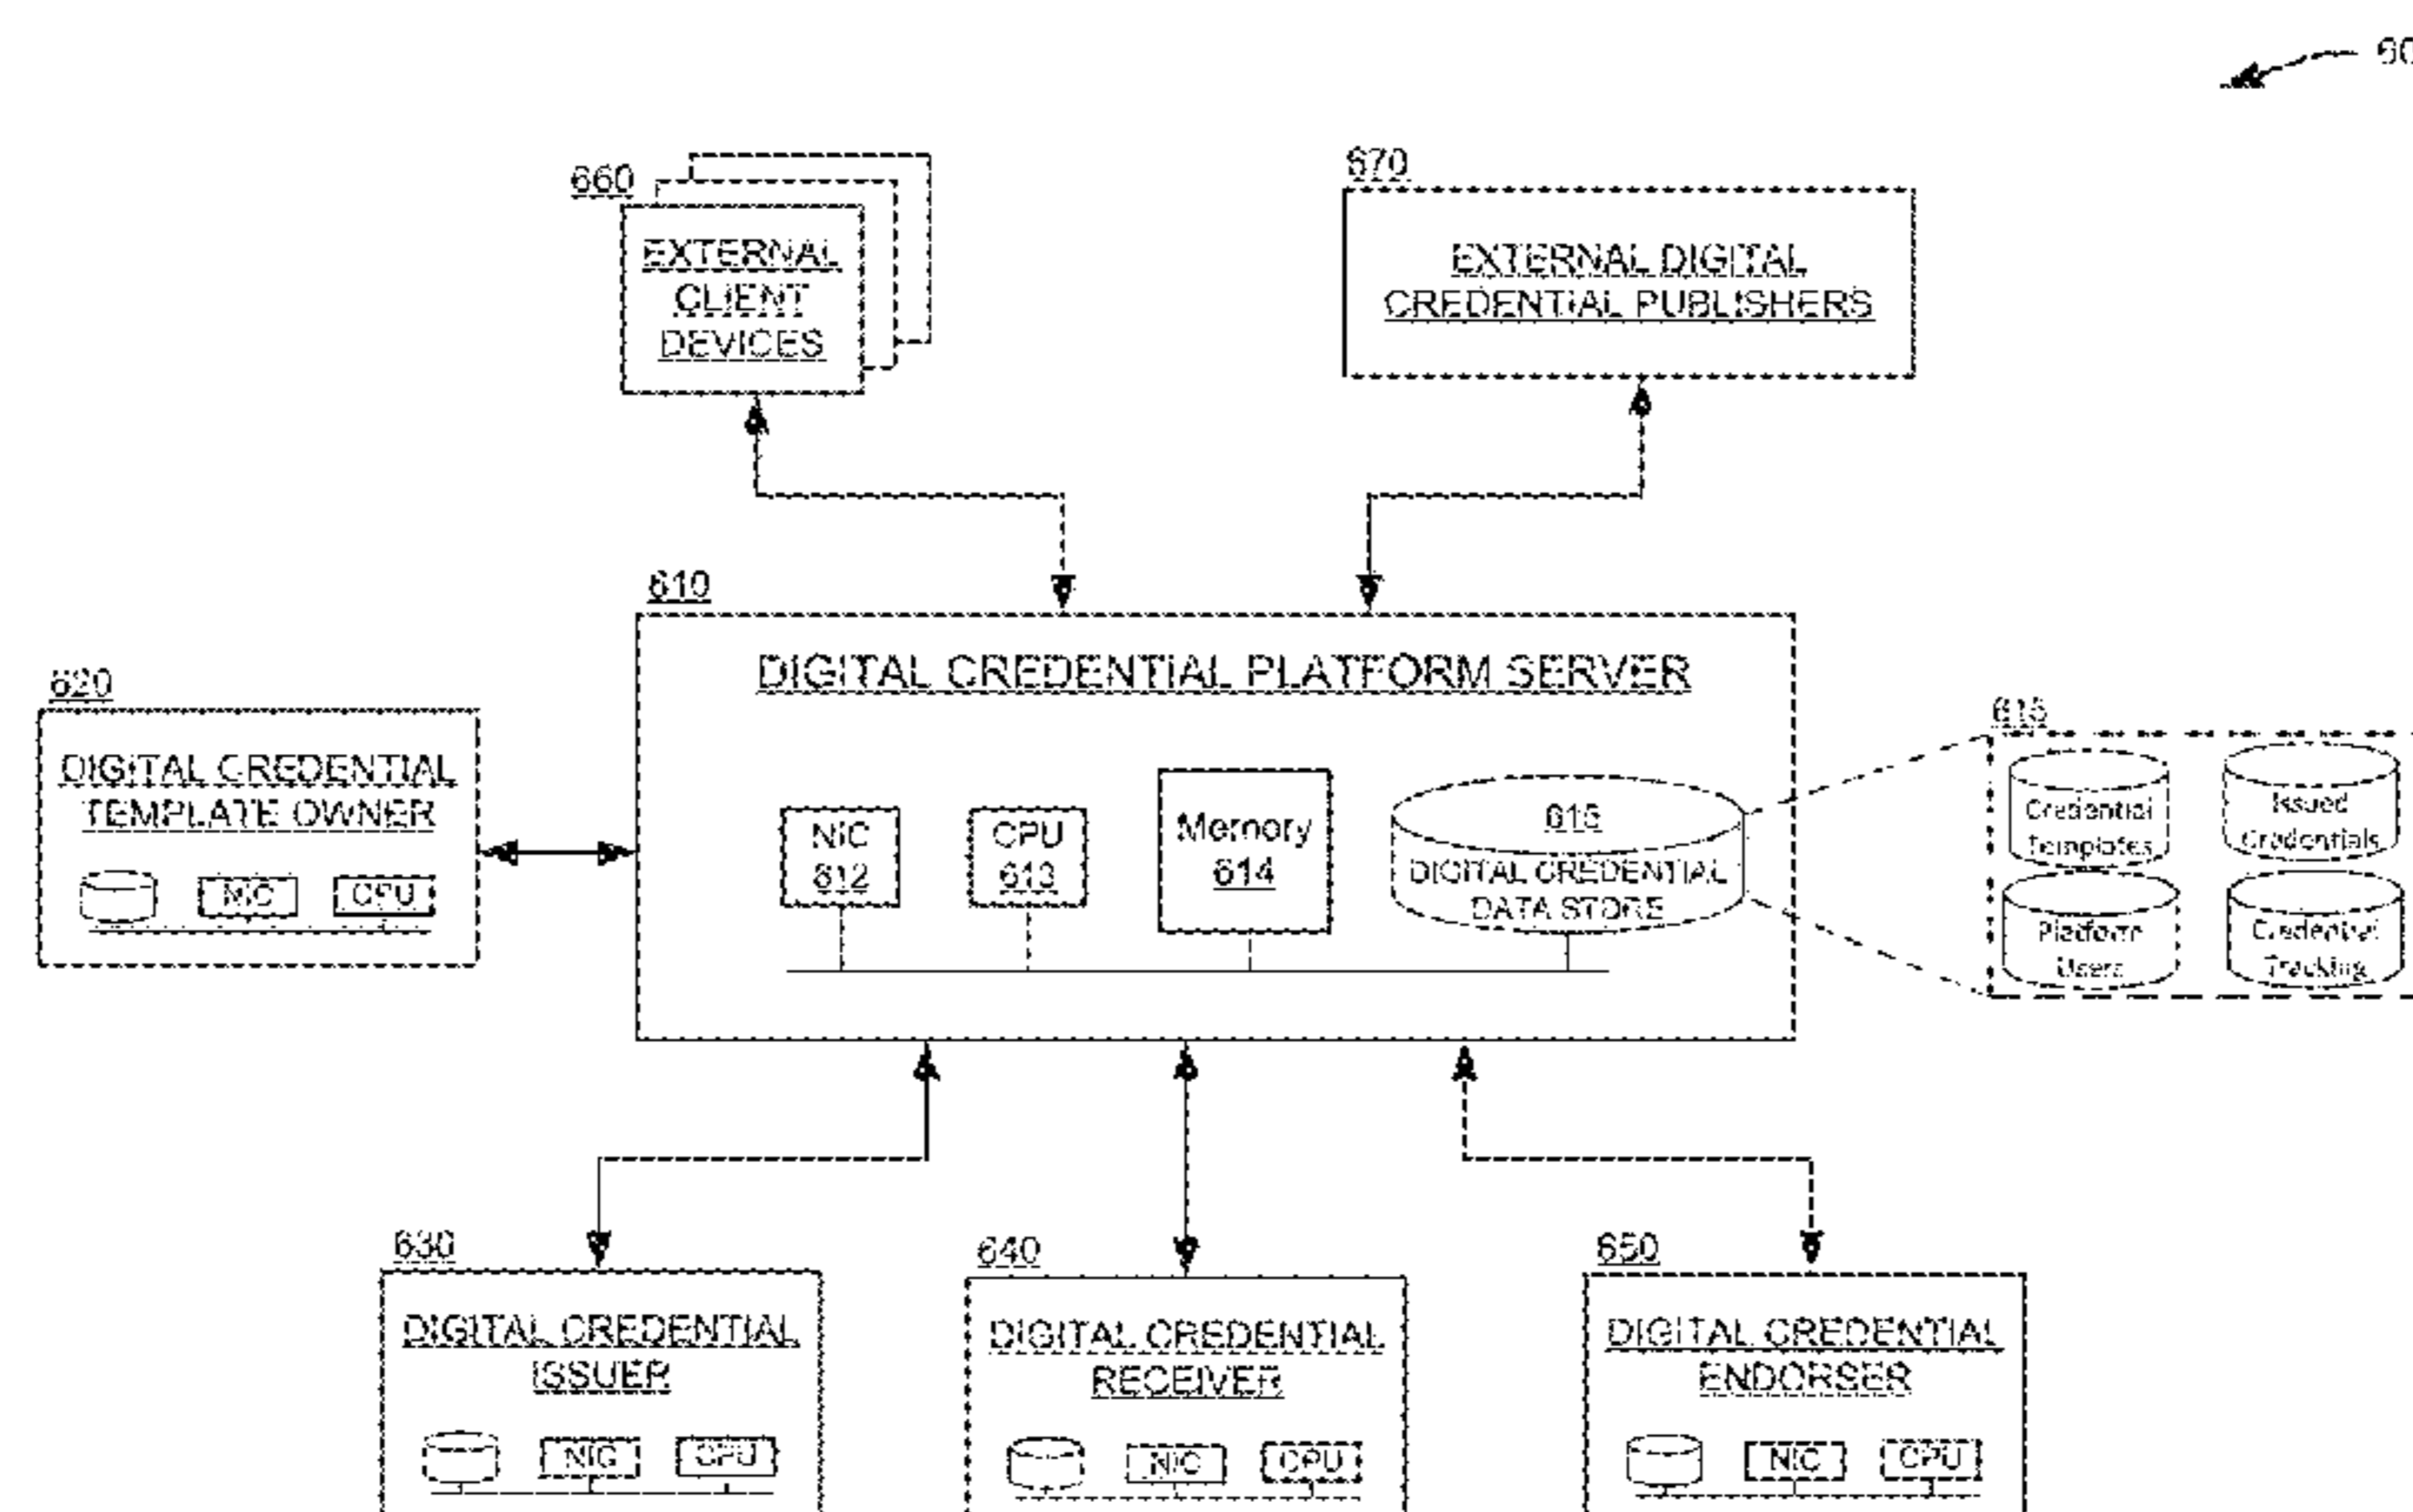 60
660
EXTERNAL
CLIENT
DEVICES
670
EXTERNAL DIGITAL
CREDENTIAL PUBLISHERS
610
DIGITAL CREDENTIAL PLATFORM SERVER
NIC
612
CPU
613
Memory
614
615
DIGITAL CREDENTIAL
DATA STORE
620
DIGITAL CREDENTIAL
TEMPLATE OWNER
NIC
CPU
615
Credential
Templates
Issued
Credentials
Platform
Users
Credential
Tracking
630
DIGITAL CREDENTIAL
ISSUER
NIC
CPU
640
DIGITAL CREDENTIAL
RECEIVER
NIC
CPU
650
DIGITAL CREDENTIAL
ENDORSER
NIC
CPU